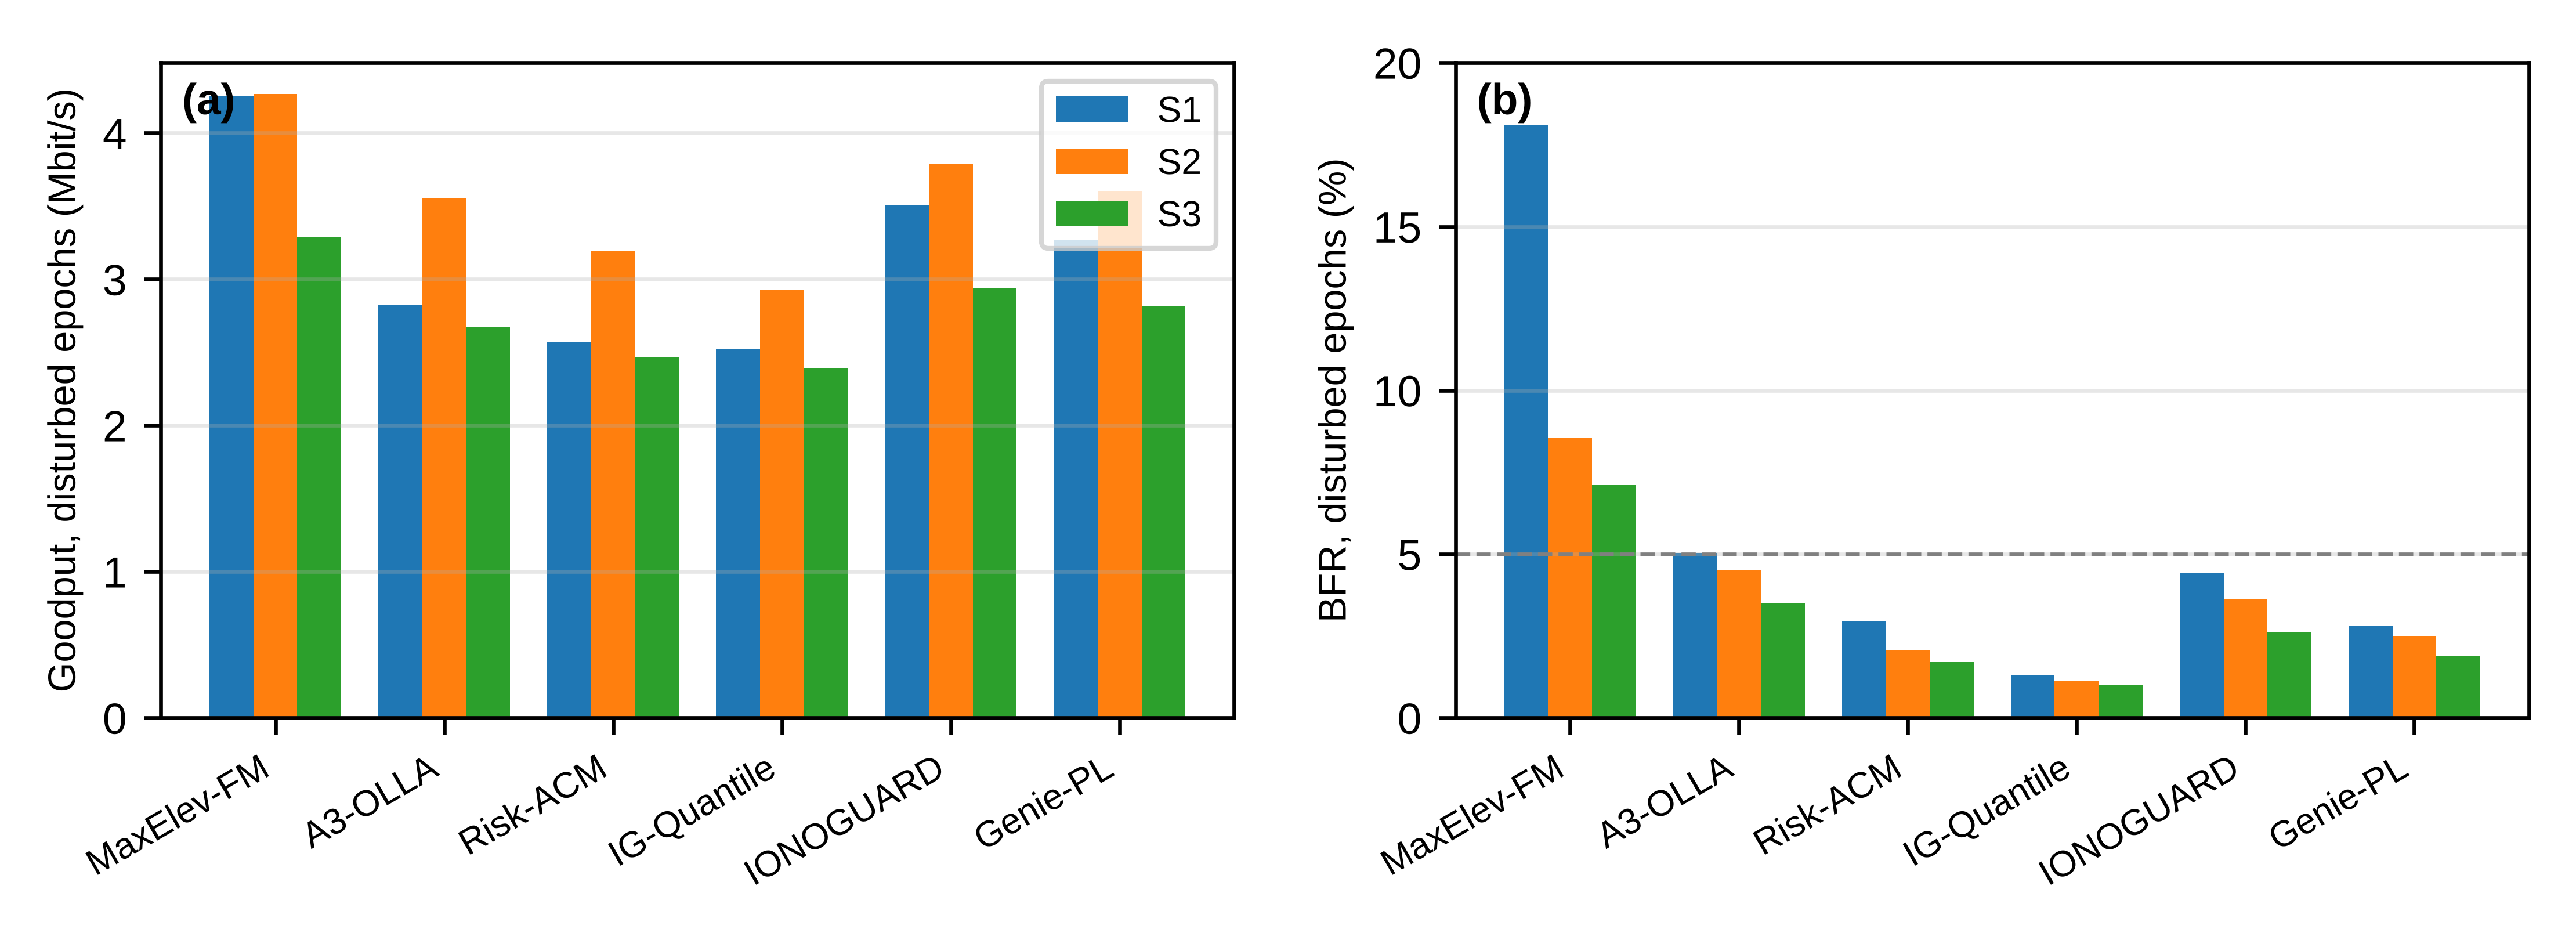 (a)
S1
S2
S3
Goodput, disturbed epochs (Mbit/s)
4
3
2
1
0
MaxElev-FM
A3-OLLA
Risk-ACM
IG-Quantile
IONOGUARD
Genie-PL
(b)
BFR, disturbed epochs (%)
20
15
10
5
0
MaxElev-FM
A3-OLLA
Risk-ACM
IG-Quantile
IONOGUARD
Genie-PL